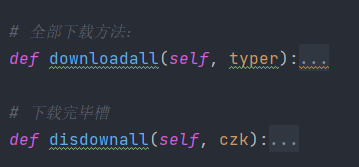 # 全部下载方法:
def downloadall(self, typer):...
# 下载完毕槽
def disdownall(self, czk):...